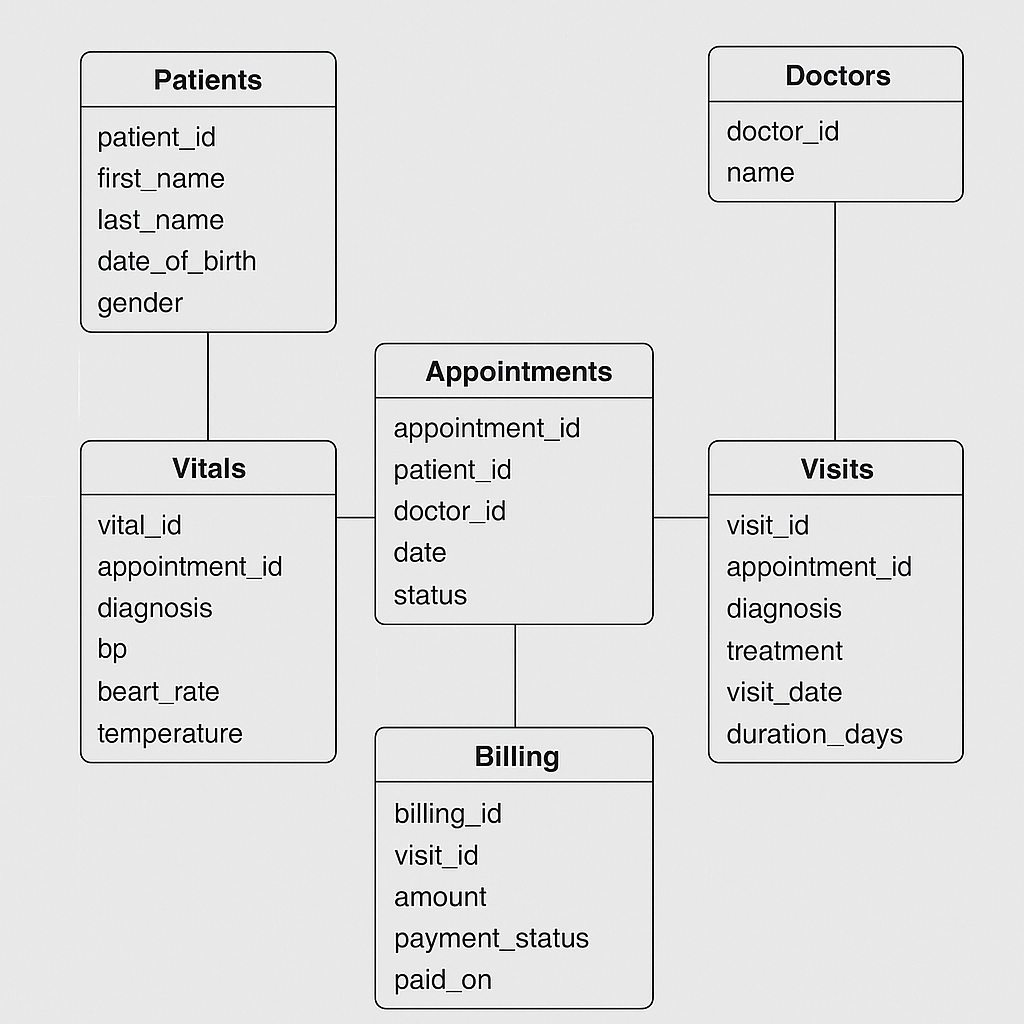 Patients
patient_id
first_name
last_name
date_of_birth
gender
Doctors
doctor_id
name
Appointments
appointment_id
patient_id
doctor_id
date
status
Vitals
vital_id
appointment_id
diagnosis
bp
beart_rate
temperature
Visits
visit_id
appointment_id
diagnosis
treatment
visit_date
duration_days
Billing
billing_id
visit_id
amount
payment_status
paid_on